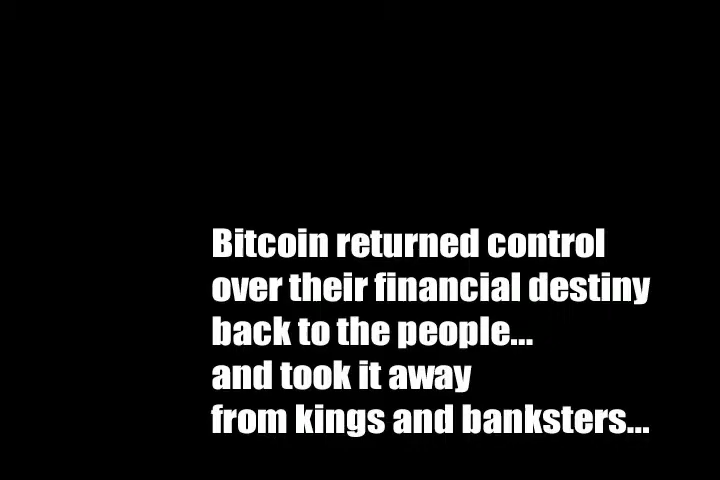 Bitcoin returned control
over their financial destiny
back to the people...
and took it away
from kings and banksters...